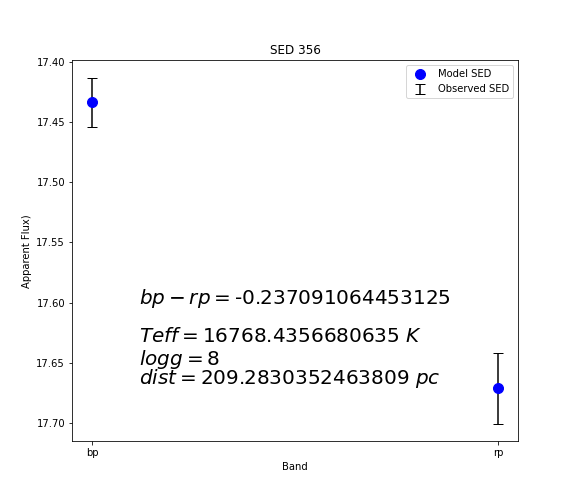 SED 356
Model SED
Observed SED
17.40
17.45
17.50
17.55
17.60
17.65
17.70
Apparent Flux)
bp − rp = -0.237091064453125
Teff = 16768.4356680635 K
logg = 8
dist = 209.2830352463809 pc
bp
rp
Band